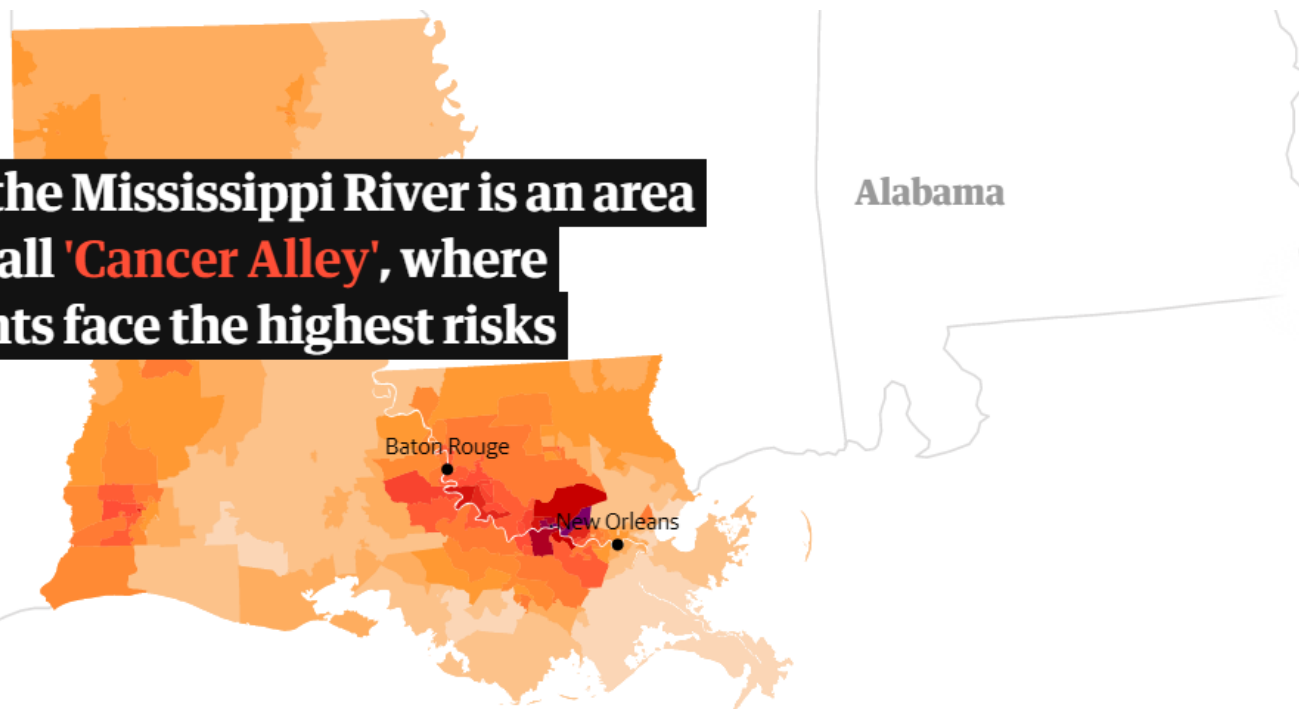 the Mississippi River is an area
all 'Cancer Alley', where
nts face the highest risks
Alabama
Baton Rouge
New Orleans